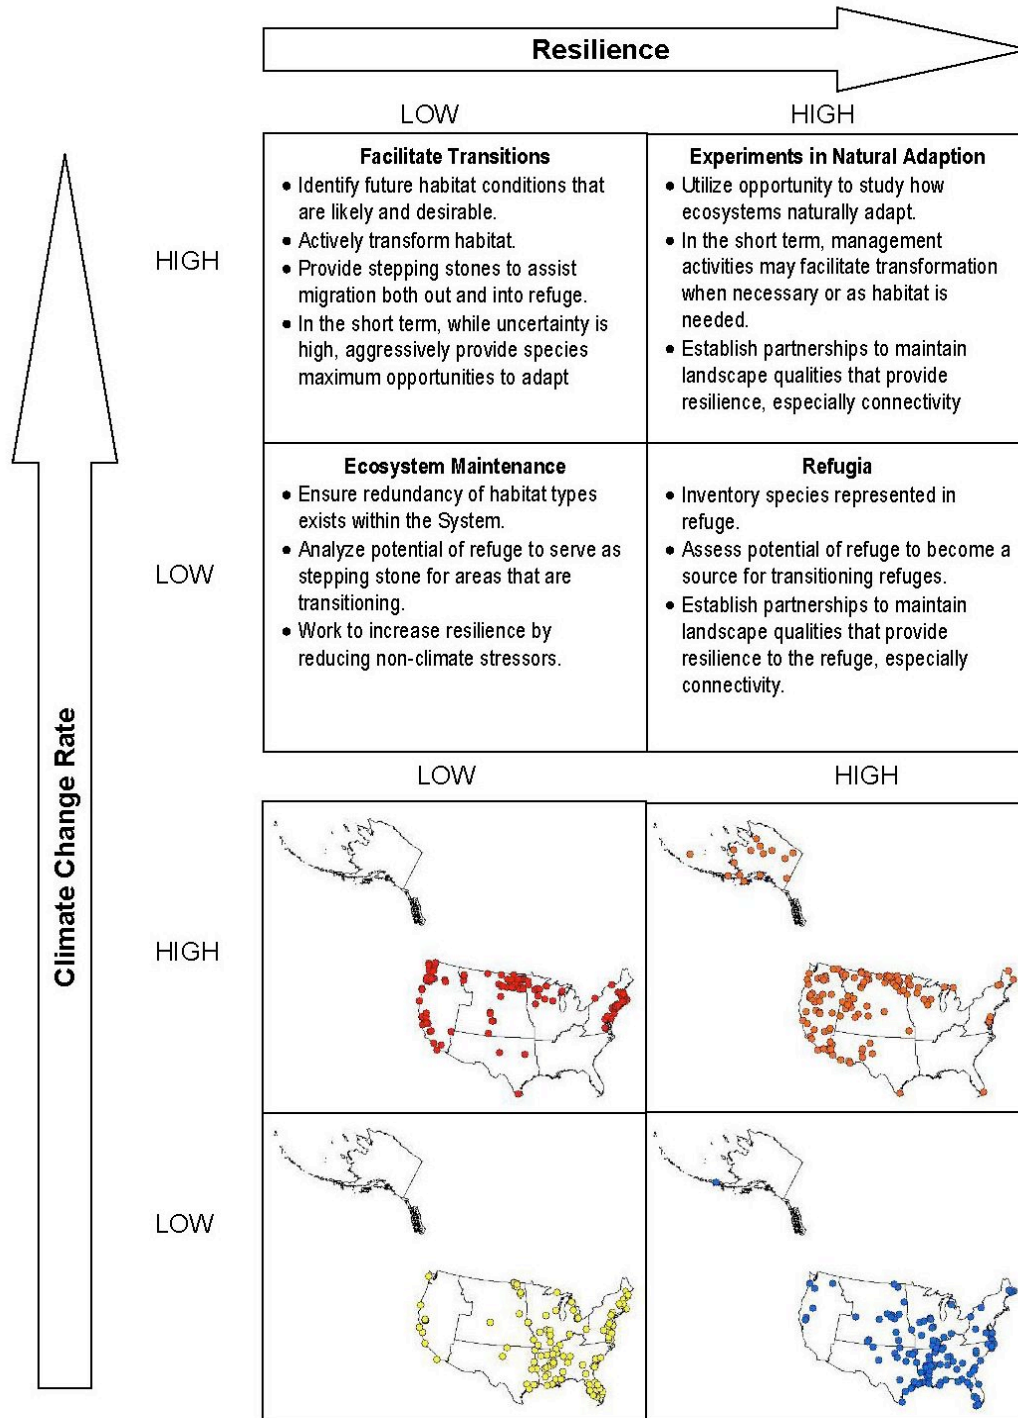 Resilience
LOW
HIGH
Climate Change Rate
HIGH
Facilitate Transitions
• Identify future habitat conditions that
are likely and desirable.
• Actively transform habitat.
• Provide stepping stones to assist
migration both out and into refuge.
• In the short term, while uncertainty is
high, aggressively provide species
maximum opportunities to adapt
Experiments in Natural Adaption
• Utilize opportunity to study how
ecosystems naturally adapt.
• In the short term, management
activities may facilitate transformation
when necessary or as habitat is
needed.
• Establish partnerships to maintain
landscape qualities that provide
resilience, especially connectivity
LOW
Ecosystem Maintenance
• Ensure redundancy of habitat types
exists within the System.
• Analyze potential of refuge to serve as
stepping stone for areas that are
transitioning.
• Work to increase resilience by
reducing non-climate stressors.
Refugia
• Inventory species represented in
refuge.
• Assess potential of refuge to become a
source for transitioning refuges.
• Establish partnerships to maintain
landscape qualities that provide
resilience to the refuge, especially
connectivity.
LOW
HIGH
HIGH
LOW